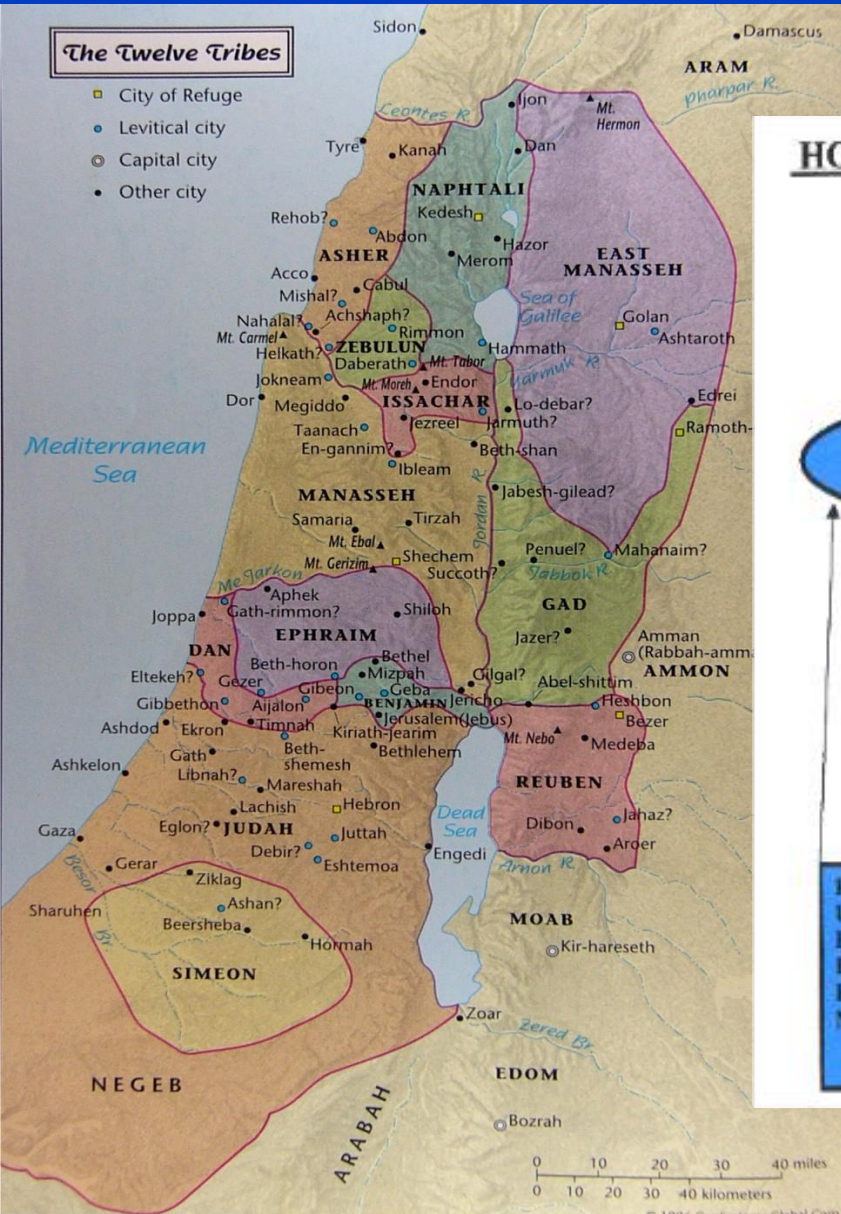 The Twelve Tribes
City of Refuge
Levitical city
Capital city
Other city
Sidon
Damascus
ARAM
Pharpar R.
Leontes R.
Ijon
Mt.
Hermon
Tyre
Kanah
Dan
NAPHTALI
Kedesh
Rehob?
Abdon
Hazor
ASHER
Merom
EAST
MANASSEH
Acco
Cabul
Mishal?
Sea of
Galilee
Achshaph?
Nahalal?
Golan
Mt. Carmel
Rimmon
Ashtaroth
Helkath?
ZEBULUN
Hammath
Daberath
Mt. Tabor
Yarmuk R
Jokneam
Mt. Moreh
Endor
Dor
Megiddo
ISSACHAR
Lo-debar?
Edrei
Jezreel
Jarmuth?
Taanach
Ramoth-
En-gannim?
Beth-shan
Mediterranean
Sea
Ibleam
MANASSEH
Jordan R
Jabesh-gilead?
Samaria
Tirzah
Mt. Ebal
Penuel?
Mahanaim?
Mt. Gerizim
Shechem
Succoth?
Jabbok R
Me Jarkon
Aphek
GAD
Joppa
Gath-rimmon?
Shiloh
EPHRAIM
Jazer?
Amman
(Rabbah-amm
DAN
Bethel
AMMON
Beth-horon
Mizpah
Eltekeh?
Gezer
Gibeon
Geba
Gilgal?
Abel-shittim
Gibbethon
Aijalon
BENJAMIN
Jericho
Heshbon
Ashdod
Ekron
Timnah
Jerusalem(Jebus)
Bezer
Kiriath-Jearim
Mt. Nebo
Gath
Beth-
shemesh
Bethlehem
Medeba
Ashkelon
Libnah?
Mareshah
REUBEN
Lachish
Hebron
Dead
Sea
Jahaz?
Eglon?
JUDAH
Juttah
Dibon
Gaza
Debir?
Engedi
Aroer
Gerar
Eshtemoa
Arnon R
Besor
Br.
Ziklag
Sharuhen
Ashan?
MOAB
Beersheba
Hormah
Kir-hareseth
SIMEON
Zoar
Zered Br.
NEGEB
EDOM
ARABAH
Bozrah
0 10 20 30 40 miles
0 10 20 30 40 kilometers
HO